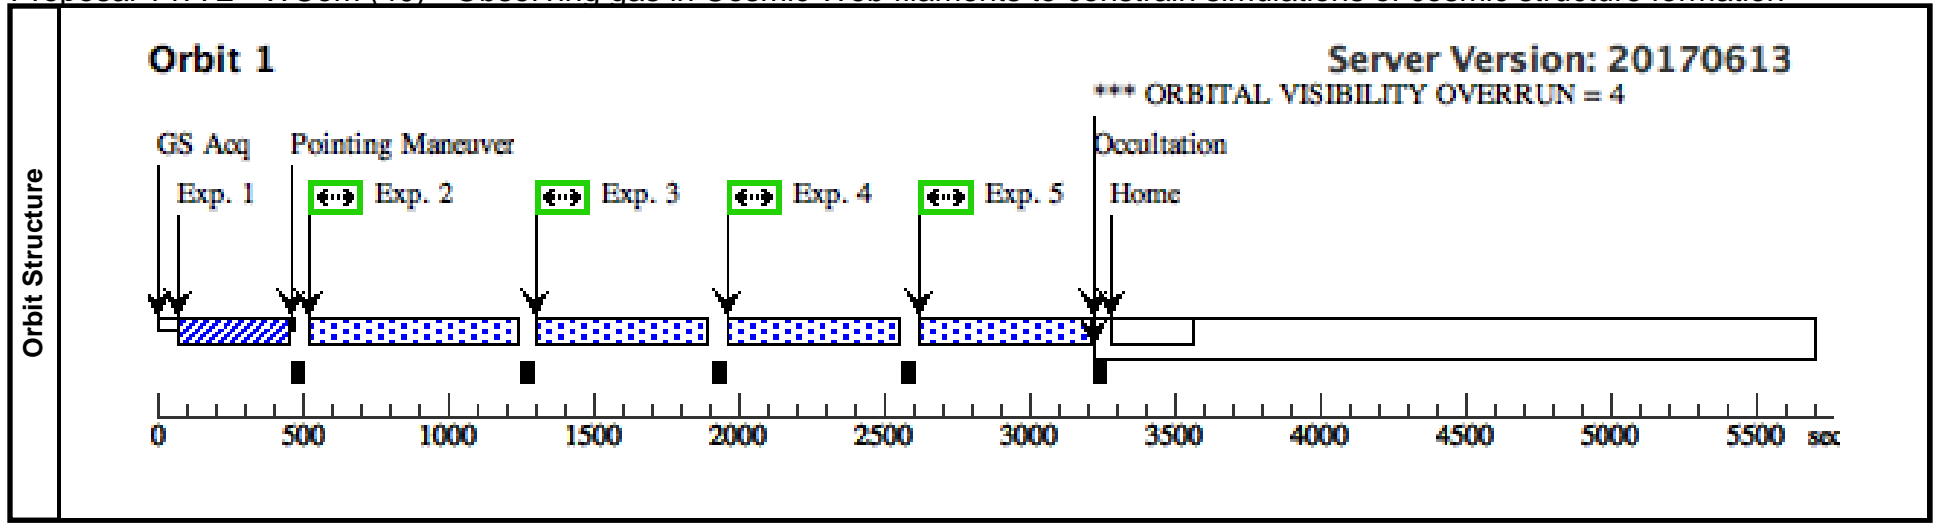 Orbit 1
Server Version: 20170613
*** ORBITAL VISIBILITY OVERRUN = 4
GS Acq Pointing Maneuver Occultation
Exp. 1 Exp. 2 Exp. 3 Exp. 4 Exp. 5 Home
Orbit Structure
0 500 1000 1500 2000 2500 3000 3500 4000 4500 5000 5500 sec